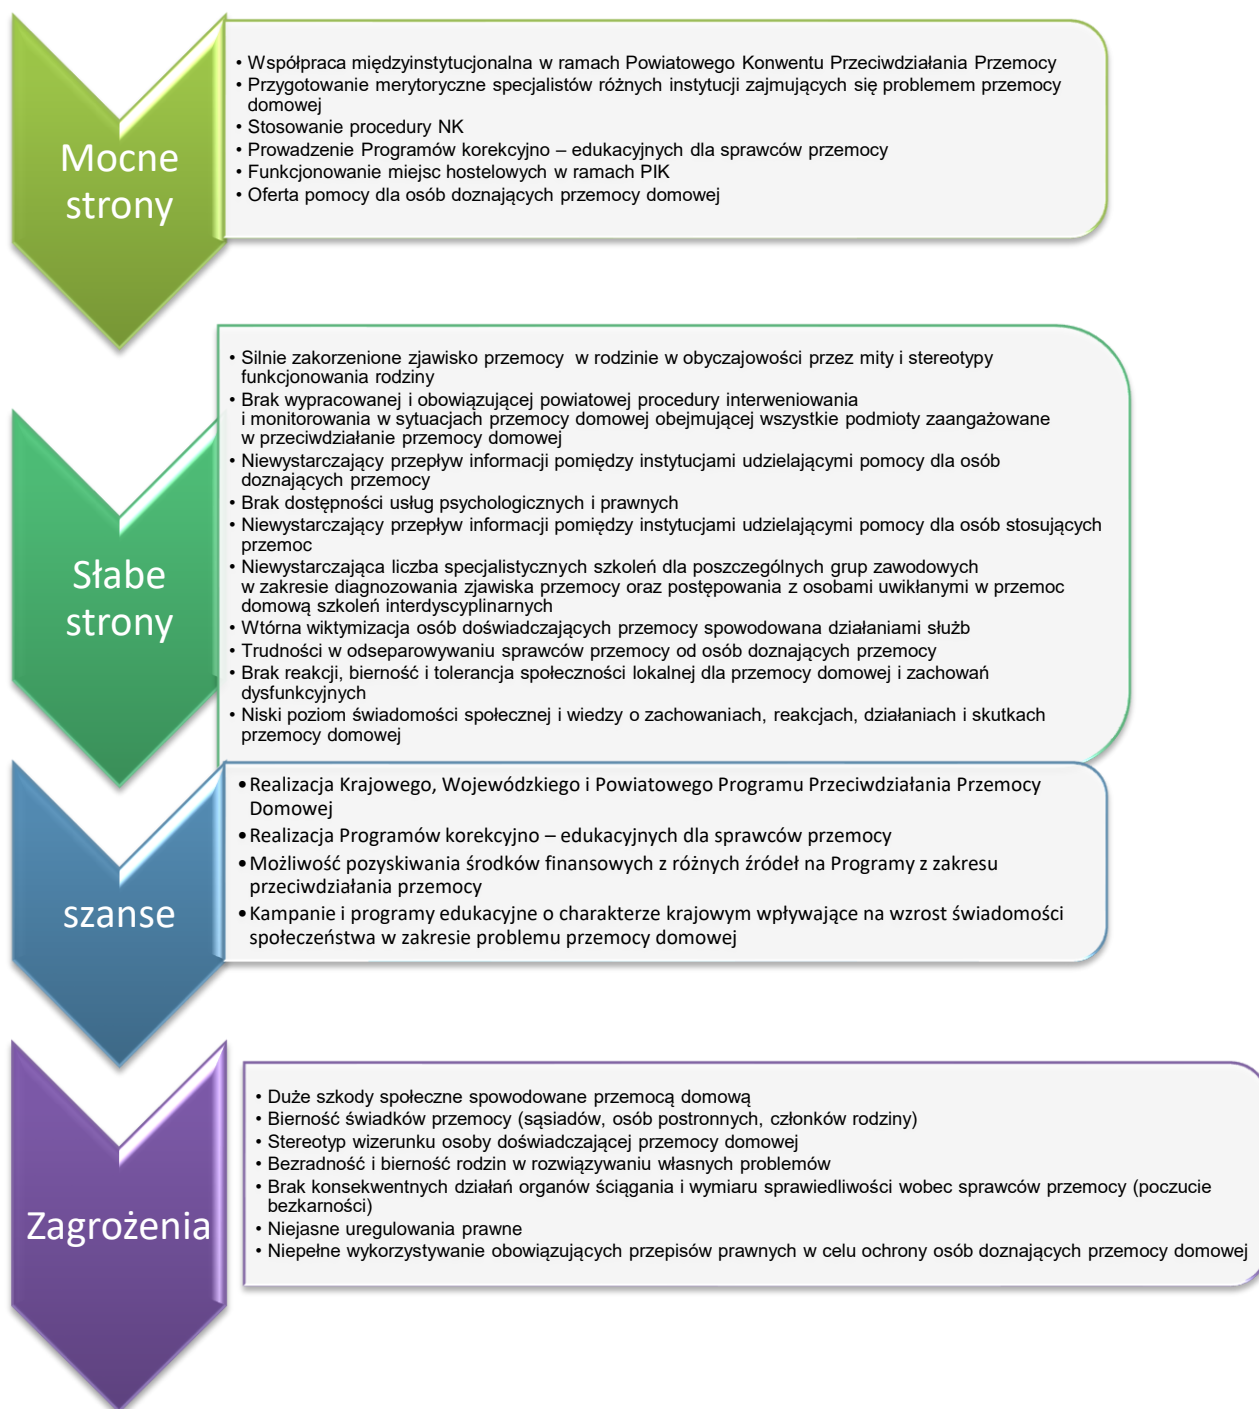 Mocne
strony
• Współpraca międzyinstytucjonalna w ramach Powiatowego Konwentu Przeciwdziałania Przemocy
• Przygotowanie merytoryczne specjalistów różnych instytucji zajmujących się problemem przemocy
domowej
• Stosowanie procedury NK
• Prowadzenie Programów korekcyjno – edukacyjnych dla sprawców przemocy
• Funkcjonowanie miejsc hostelowych w ramach PIK
• Oferta pomocy dla osób doznających przemocy domowej
Słabe
strony
• Silnie zakorzenione zjawisko przemocy w rodzinie w obyczajowości przez mity i stereotypy
funkcjonowania rodziny
• Brak wypracowanej i obowiązującej powiatowej procedury interweniowania
i monitorowania w sytuacjach przemocy domowej obejmującej wszystkie podmioty zaangażowane
w przeciwdziałanie przemocy domowej
• Niewystarczający przepływ informacji pomiędzy instytucjami udzielającymi pomocy dla osób
doznających przemocy
• Brak dostępności usług psychologicznych i prawnych
• Niewystarczający przepływ informacji pomiędzy instytucjami udzielającymi pomocy dla osób stosujących
przemoc
• Niewystarczająca liczba specjalistycznych szkoleń dla poszczególnych grup zawodowych
w zakresie diagnozowania zjawiska przemocy oraz postępowania z osobami uwikłanymi w przemoc
domową szkoleń interdyscyplinarnych
• Wtórna wiktymizacja osób doświadczających przemocy spowodowana działaniami służb
• Trudności w odseparowywaniu sprawców przemocy od osób doznających przemocy
• Brak reakcji, bierność i tolerancja społeczności lokalnej dla przemocy domowej i zachowań
dysfunkcyjnych
• Niski poziom świadomości społecznej i wiedzy o zachowaniach, reakcjach, działaniach i skutkach
przemocy domowej
szanse
• Realizacja Krajowego, Wojewódzkiego i Powiatowego Programu Przeciwdziałania Przemocy
Domowej
• Realizacja Programów korekcyjno – edukacyjnych dla sprawców przemocy
• Możliwość pozyskiwania środków finansowych z różnych źródeł na Programy z zakresu
przeciwdziałania przemocy
• Kampanie i programy edukacyjne o charakterze krajowym wpływające na wzrost świadomości
społeczeństwa w zakresie problemu przemocy domowej
Zagrożenia
• Duże szkody społeczne spowodowane przemocą domową
• Bierność świadków przemocy (sąsiadów, osób postronnych, członków rodziny)
• Stereotyp wizerunku osoby doświadczającej przemocy domowej
• Bezradność i bierność rodzin w rozwiązywaniu własnych problemów
• Brak konsekwentnych działań organów ściągania i wymiaru sprawiedliwości wobec sprawców przemocy (poczucie
bezkarności)
• Niejasne uregulowania prawne
• Niepełne wykorzystywanie obowiązujących przepisów prawnych w celu ochrony osób doznających przemocy domowej